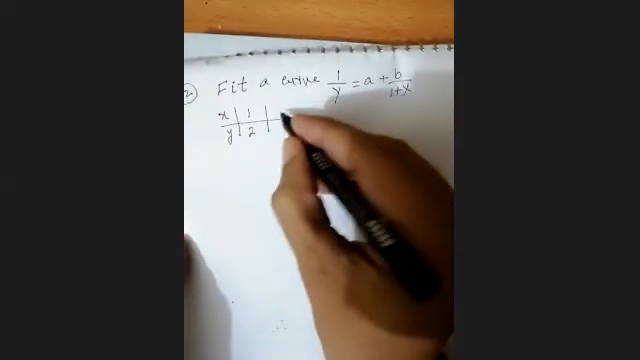 2) Fit a curve 1/y = a + b/(1+x)
x | 1 |
y | 2 |